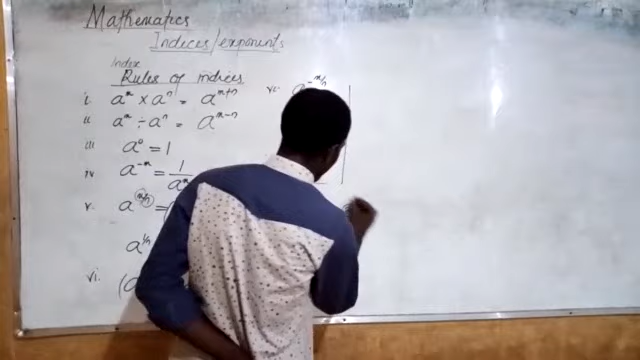 Mathematics
Indices/exponents
Index
Rules of indices
i. aᵐ × aⁿ = aᵐ⁺ⁿ
ii aᵐ ÷ aⁿ = aᵐ⁻ⁿ
iii a⁰ = 1
iv a⁻ᵐ = 1/aᵐ
v. a^(m/n) =
a^(1/n)
vi. (a
vii a^(-m/n)